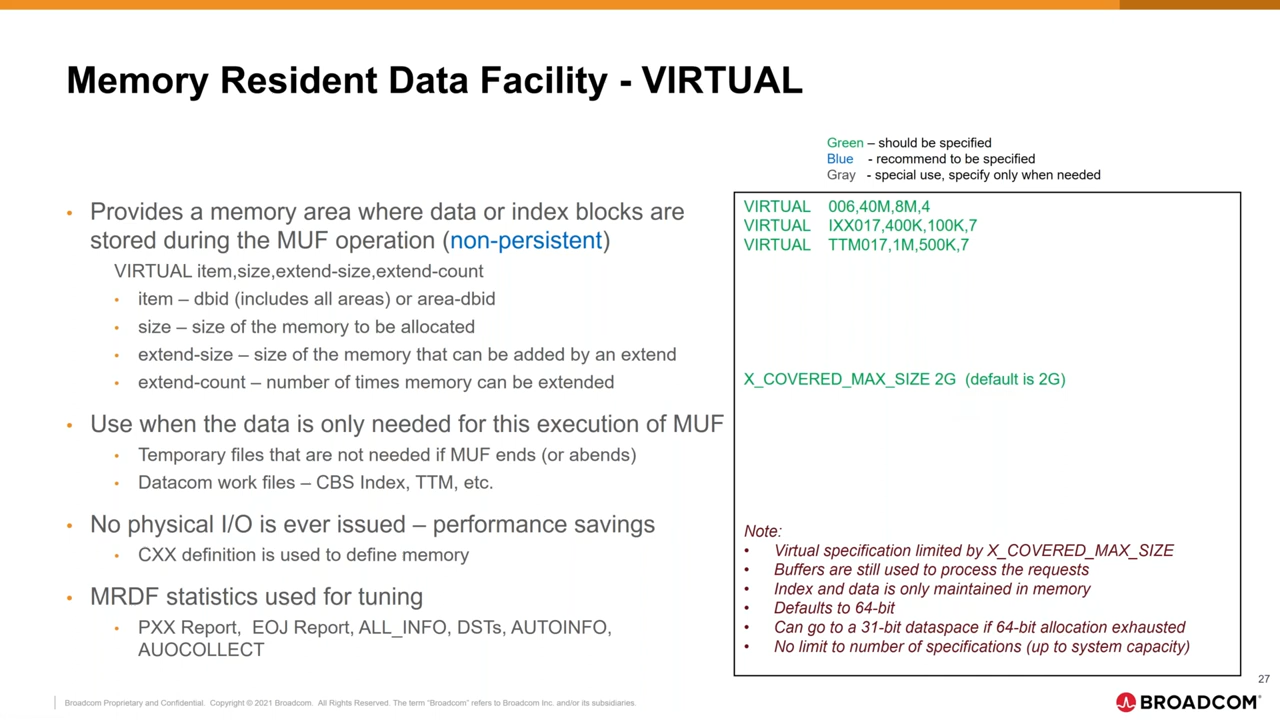 Memory Resident Data Facility - VIRTUAL
Green – should be specified
Blue - recommend to be specified
Gray - special use, specify only when needed
• Provides a memory area where data or index blocks are
stored during the MUF operation (non-persistent)
VIRTUAL item,size,extend-size,extend-count
• item – dbid (includes all areas) or area-dbid
• size – size of the memory to be allocated
• extend-size – size of the memory that can be added by an extend
• extend-count – number of times memory can be extended
• Use when the data is only needed for this execution of MUF
• Temporary files that are not needed if MUF ends (or abends)
• Datacom work files – CBS Index, TTM, etc.
• No physical I/O is ever issued – performance savings
• CXX definition is used to define memory
• MRDF statistics used for tuning
• PXX Report, EOJ Report, ALL_INFO, DSTs, AUTOINFO,
AUOCOLLECT
VIRTUAL 006,40M,8M,4
VIRTUAL IXX017,400K,100K,7
VIRTUAL TTM017,1M,500K,7
X_COVERED_MAX_SIZE 2G (default is 2G)
Note:
• Virtual specification limited by X_COVERED_MAX_SIZE
• Buffers are still used to process the requests
• Index and data is only maintained in memory
• Defaults to 64-bit
• Can go to a 31-bit dataspace if 64-bit allocation exhausted
• No limit to number of specifications (up to system capacity)
27
Broadcom Proprietary and Confidential. Copyright © 2021 Broadcom. All Rights Reserved. The term “Broadcom” refers to Broadcom Inc. and/or its subsidiaries.
BROADCOM®